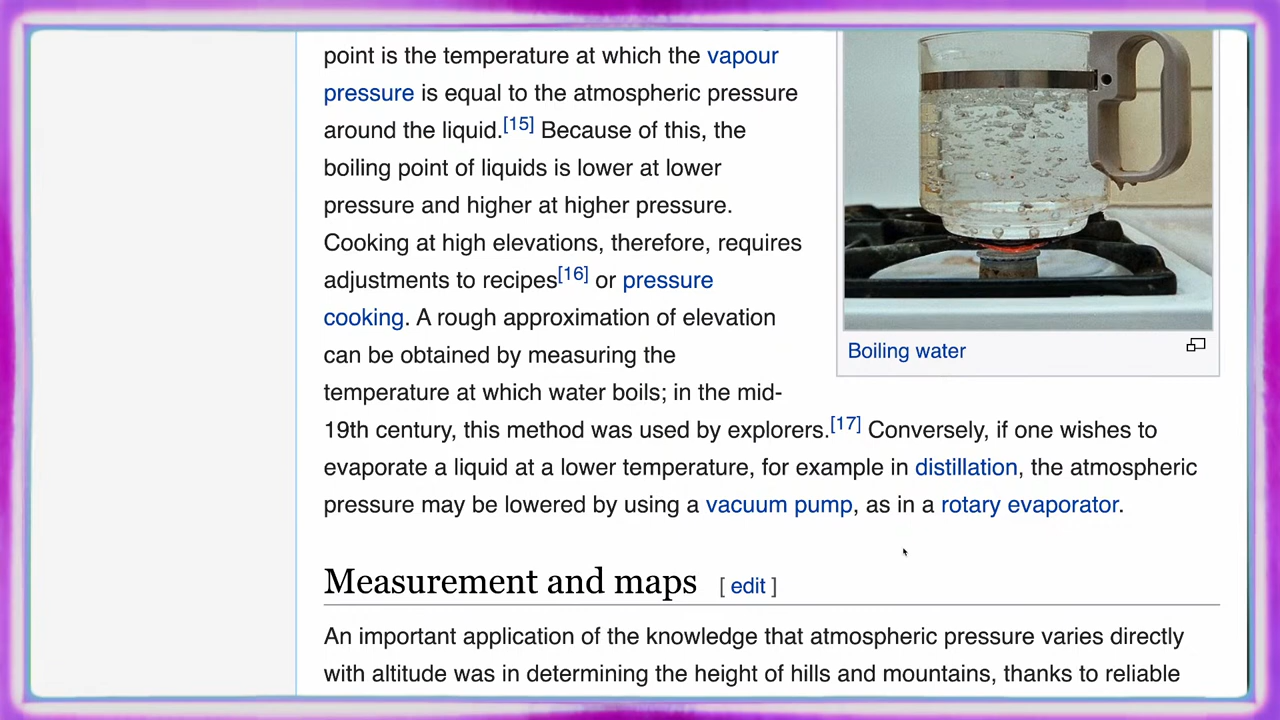 point is the temperature at which the vapour
pressure is equal to the atmospheric pressure
around the liquid.[15] Because of this, the
boiling point of liquids is lower at lower
pressure and higher at higher pressure.
Cooking at high elevations, therefore, requires
adjustments to recipes[16] or pressure
cooking. A rough approximation of elevation
can be obtained by measuring the
temperature at which water boils; in the mid-
19th century, this method was used by explorers.[17] Conversely, if one wishes to
evaporate a liquid at a lower temperature, for example in distillation, the atmospheric
pressure may be lowered by using a vacuum pump, as in a rotary evaporator.
Boiling water
Measurement and maps [ edit ]
An important application of the knowledge that atmospheric pressure varies directly
with altitude was in determining the height of hills and mountains, thanks to reliable